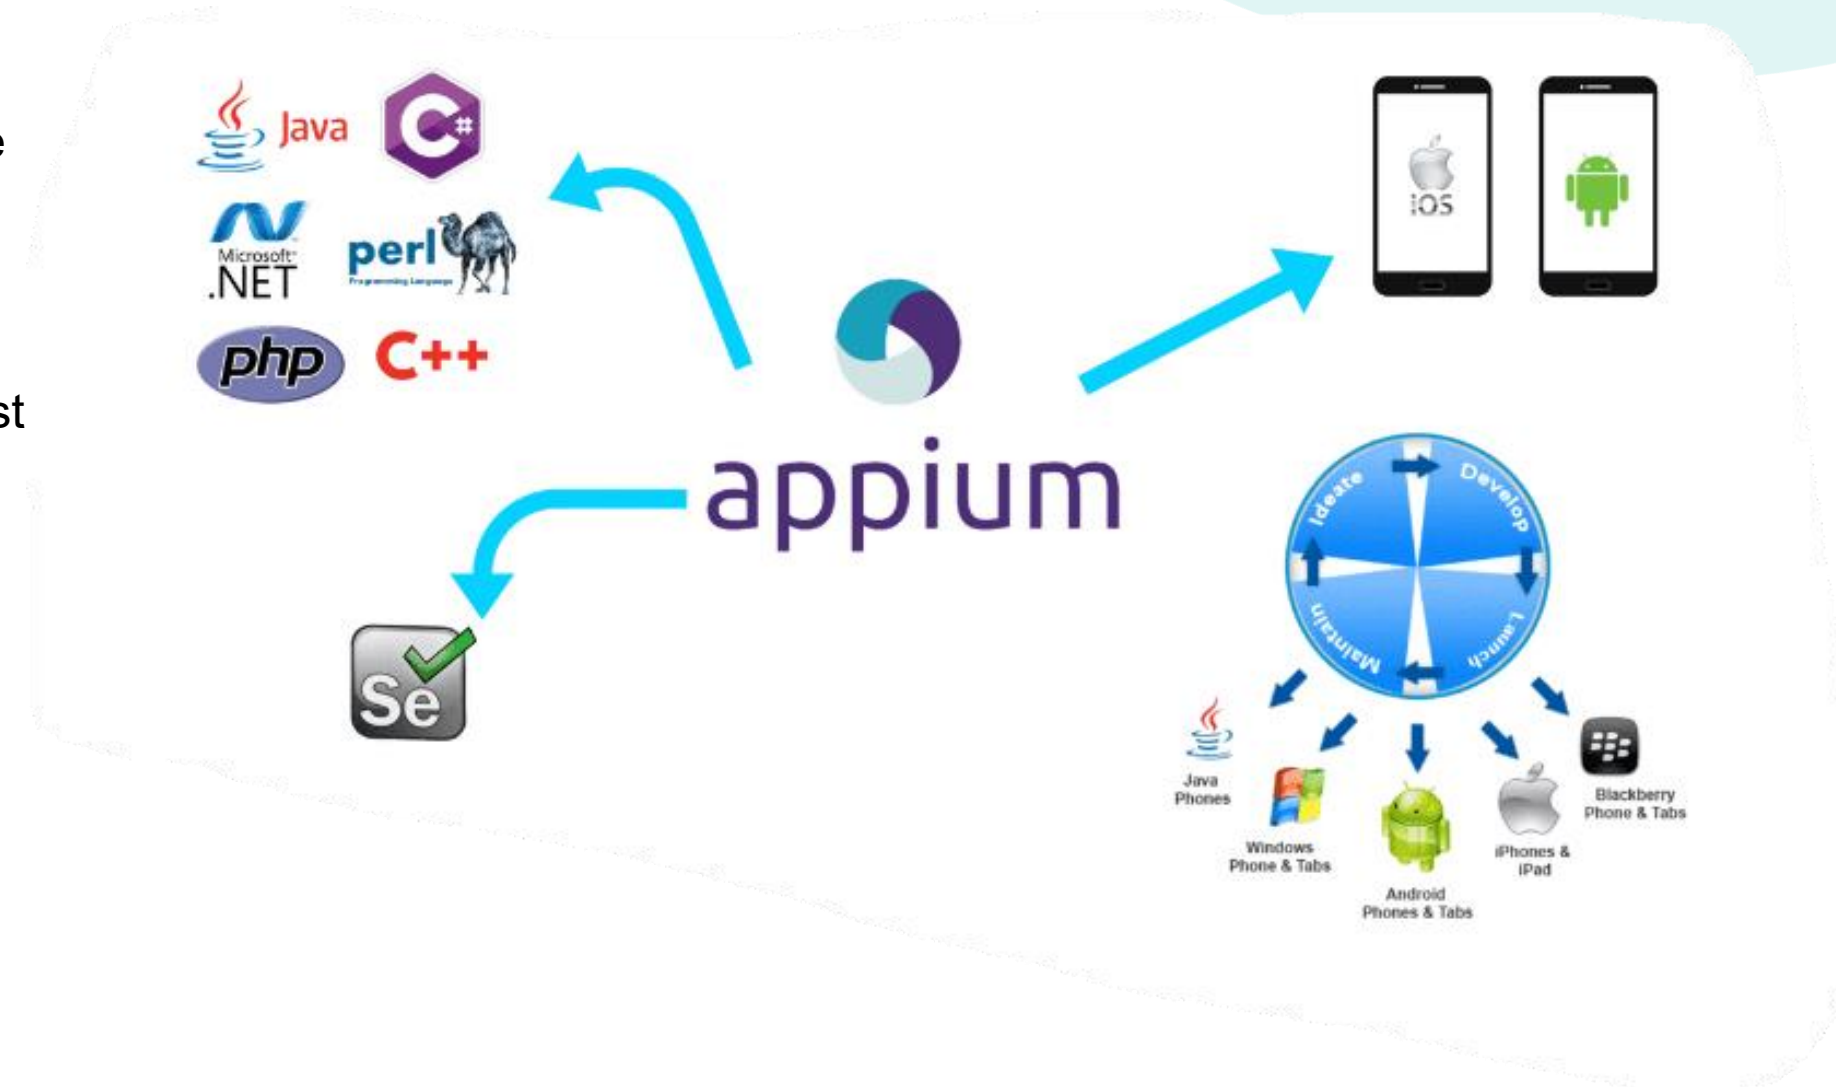 e
st
Java
C#
Microsoft
.NET
perl
Programming Language
php
C++
iOS
appium
Se
Ideate
Develop
Launch
Maintain
Java
Phones
Windows
Phone & Tabs
Android
Phones & Tabs
iPhones &
iPad
Blackberry
Phone & Tabs